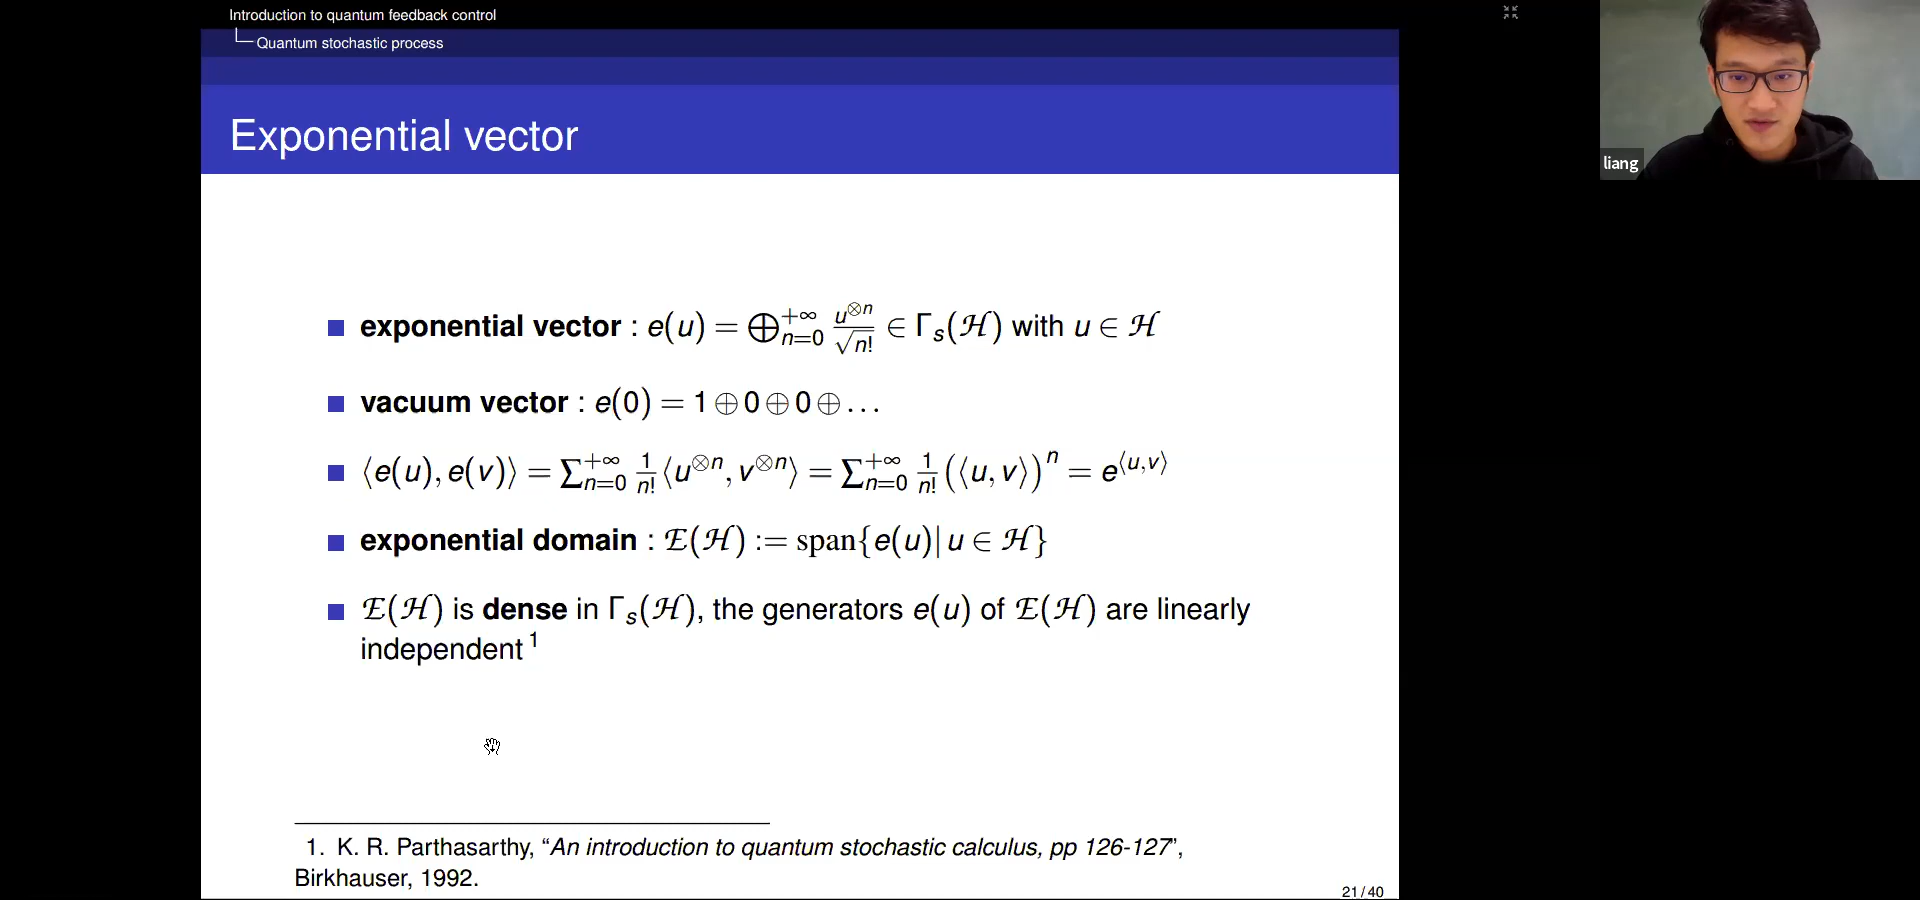 Introduction to quantum feedback control
Quantum stochastic process
liang
Exponential vector
exponential vector : e(u) = ⊕_{n=0}^{+∞} u^{⊗n}/√n! ∈ Γ_s(ℋ) with u ∈ ℋ
vacuum vector : e(0) = 1 ⊕ 0 ⊕ 0 ⊕ ...
⟨e(u), e(v)⟩ = ∑_{n=0}^{+∞} 1/n! ⟨u^{⊗n}, v^{⊗n}⟩ = ∑_{n=0}^{+∞} 1/n! (⟨u, v⟩)^n = e^{⟨u,v⟩}
exponential domain : ℰ(ℋ) := span{e(u)| u ∈ ℋ}
ℰ(ℋ) is dense in Γ_s(ℋ), the generators e(u) of ℰ(ℋ) are linearly
independent ¹
1. K. R. Parthasarthy, “An introduction to quantum stochastic calculus, pp 126-127”,
Birkhauser, 1992.
21/40